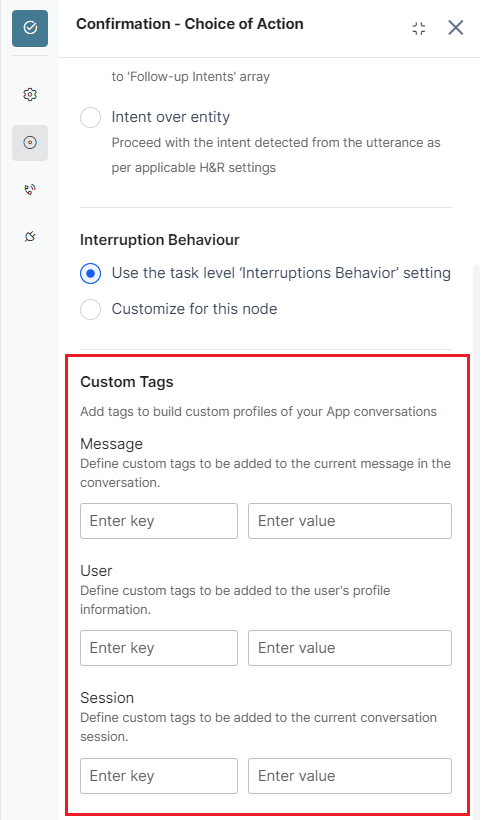 Confirmation - Choice of Action
to 'Follow-up Intents' array
Intent over entity
Proceed with the intent detected from the utterance as
per applicable H&R settings
Interruption Behaviour
Use the task level ‘Interruptions Behavior’ setting
Customize for this node
Custom Tags
Add tags to build custom profiles of your App conversations
Message
Define custom tags to be added to the current message in the
conversation.
Enter key Enter value
User
Define custom tags to be added to the user's profile
information.
Enter key Enter value
Session
Define custom tags to be added to the current conversation
session.
Enter key Enter value